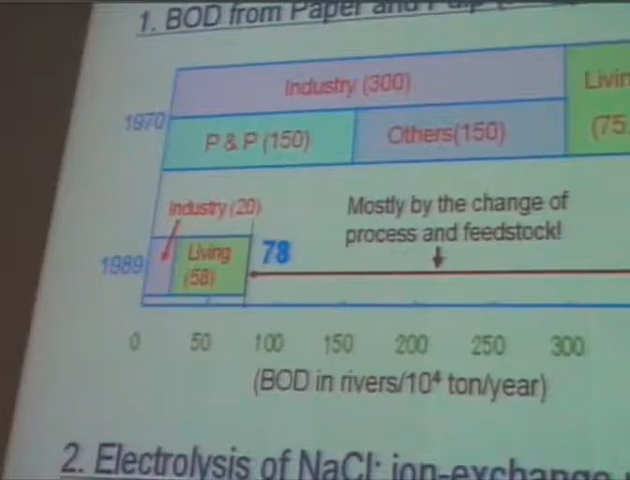 1. BOD from Paper and
Industry (300)
1970
P & P (150)
Others(150)
(75
Industry (20)
Mostly by the change of
process and feedstock!
1989
Living
(58)
78
0 50 100 150 200 250 300
(BOD in rivers/10⁴ ton/year)
2. Electrolysis of NaCl: ion-exchange